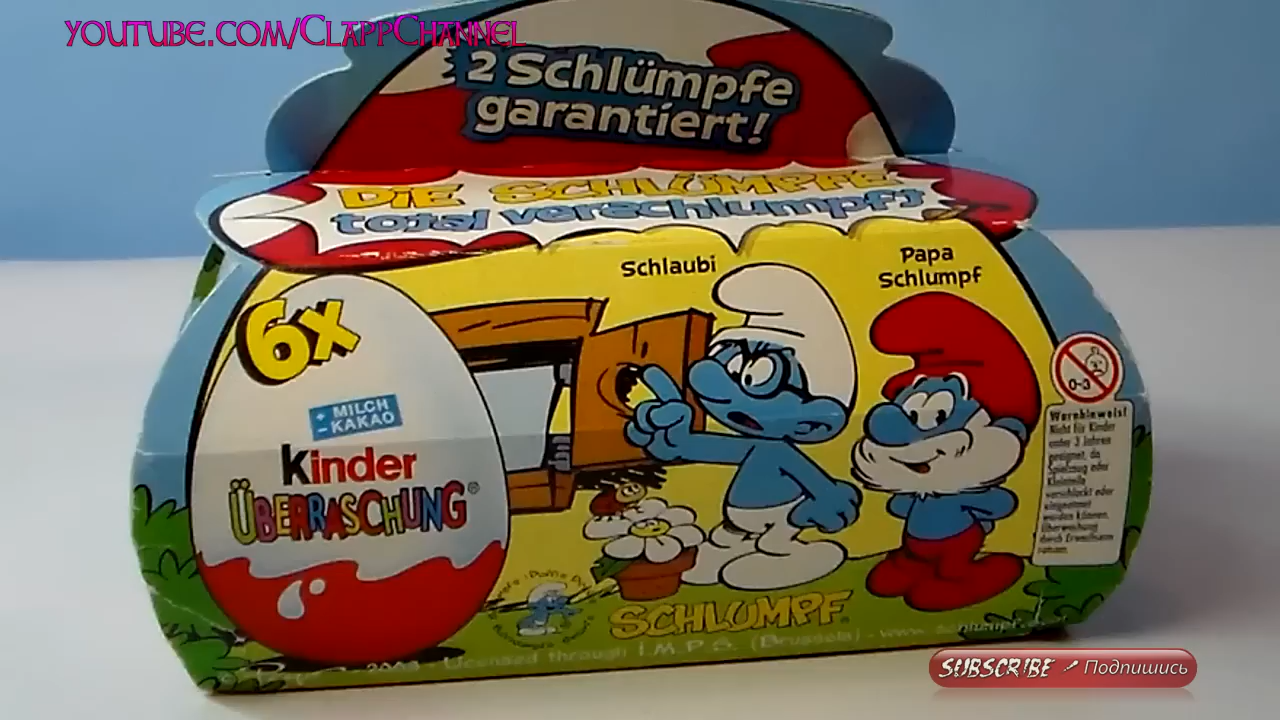 YOUTUBE.COM/CLAPPCHANNEL
2 Schlümpfe
garantiert!
DIE SCHLÜMPFE
total verschlumpft
Schlaubi
Papa
Schlumpf
6x
+ MILCH
- KAKAO
kinder
ÜBERRASCHUNG®
0-3
Warnhinweis!
Nicht für Kinder
unter 3 Jahren
geeignet, da
Spielzeug oder
Kleinteile
verschluckt oder
eingeatmet
werden können.
Überwachung
durch Erwachsene
SCHLUMPF®
Licensed through I.M.P.S. (Brussels) - www.
SUBSCRIBE / Подпишись